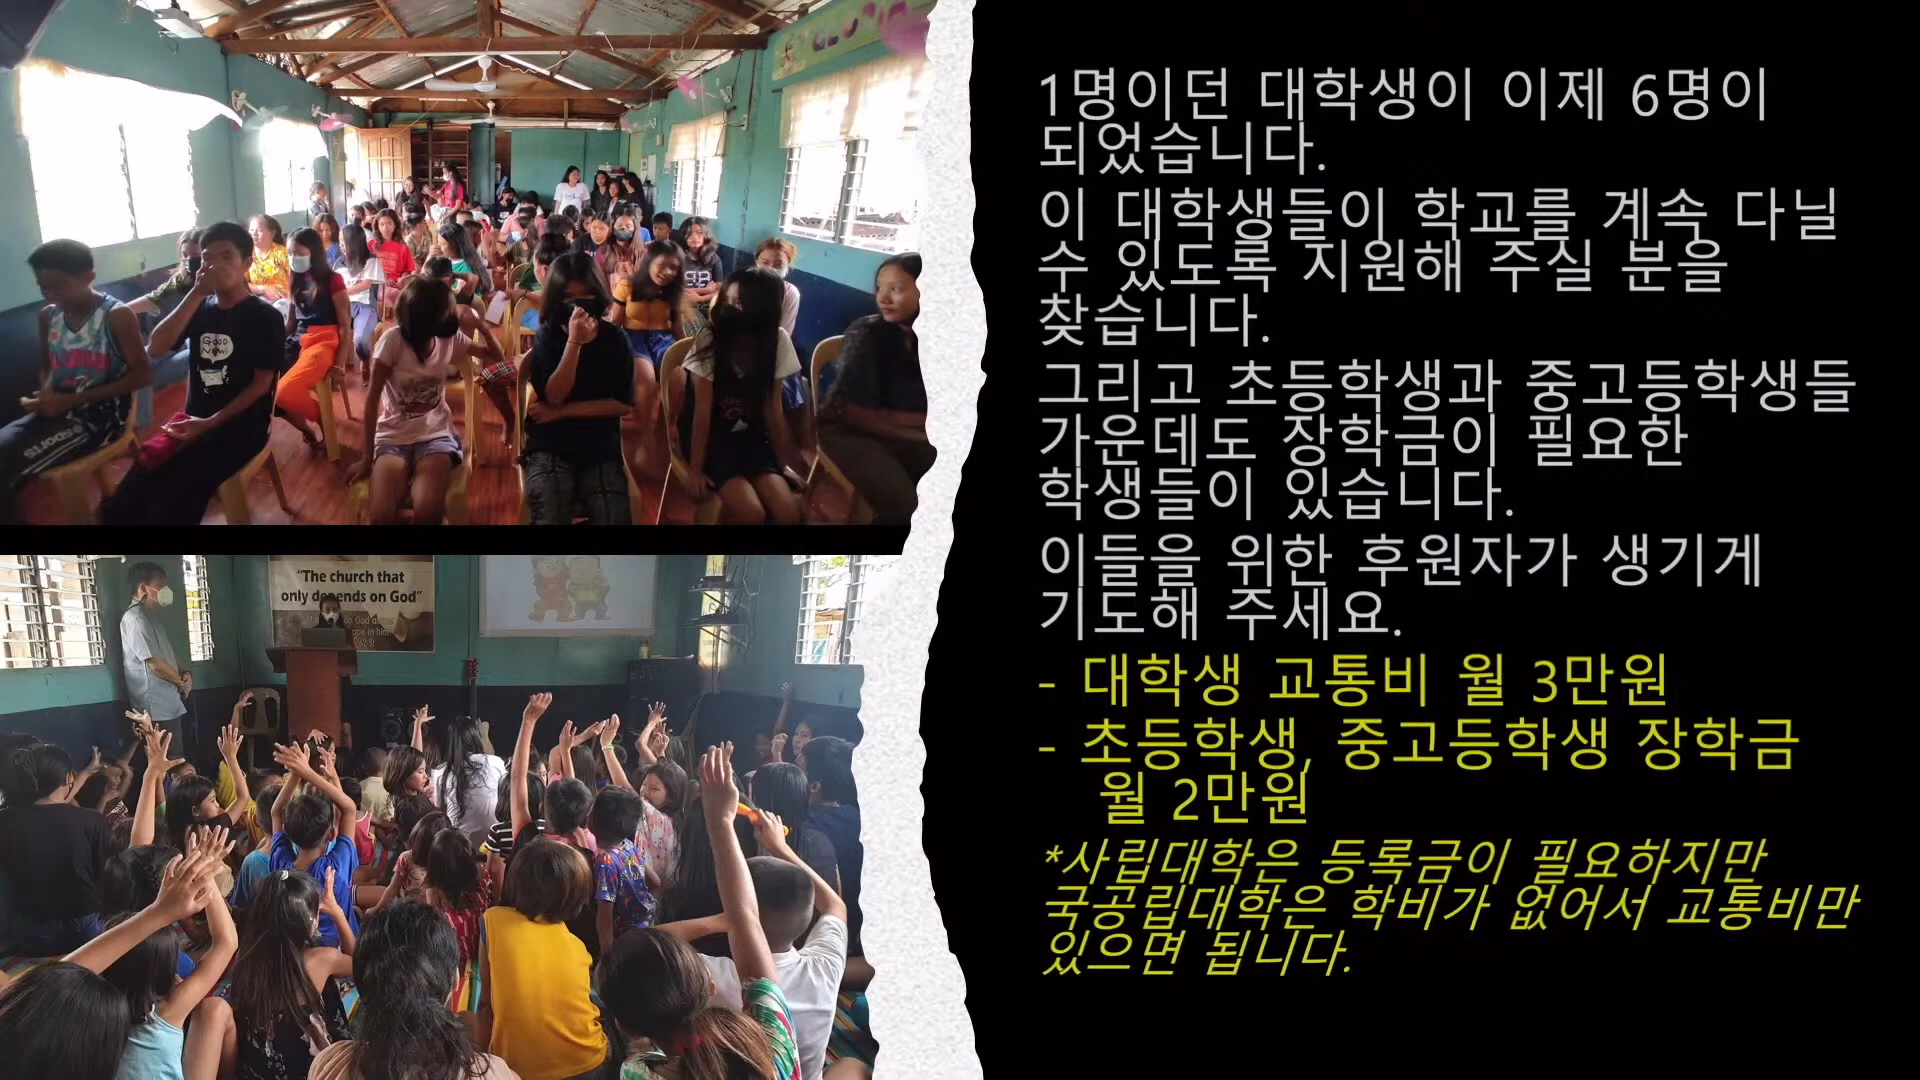 1명이던 대학생이 이제 6명이
되었습니다.
이 대학생들이 학교를 계속 다닐
수 있도록 지원해 주실 분을
찾습니다.
그리고 초등학생과 중고등학생들
가운데도 장학금이 필요한
학생들이 있습니다.
이들을 위한 후원자가 생기게
기도해 주세요.
- 대학생 교통비 월 3만원
- 초등학생, 중고등학생 장학금
월 2만원
*사립대학은 등록금이 필요하지만
국공립대학은 학비가 없어서 교통비만
있으면 됩니다.
GOOD
esports
"The church that
only depends on God"
on God
ope in him